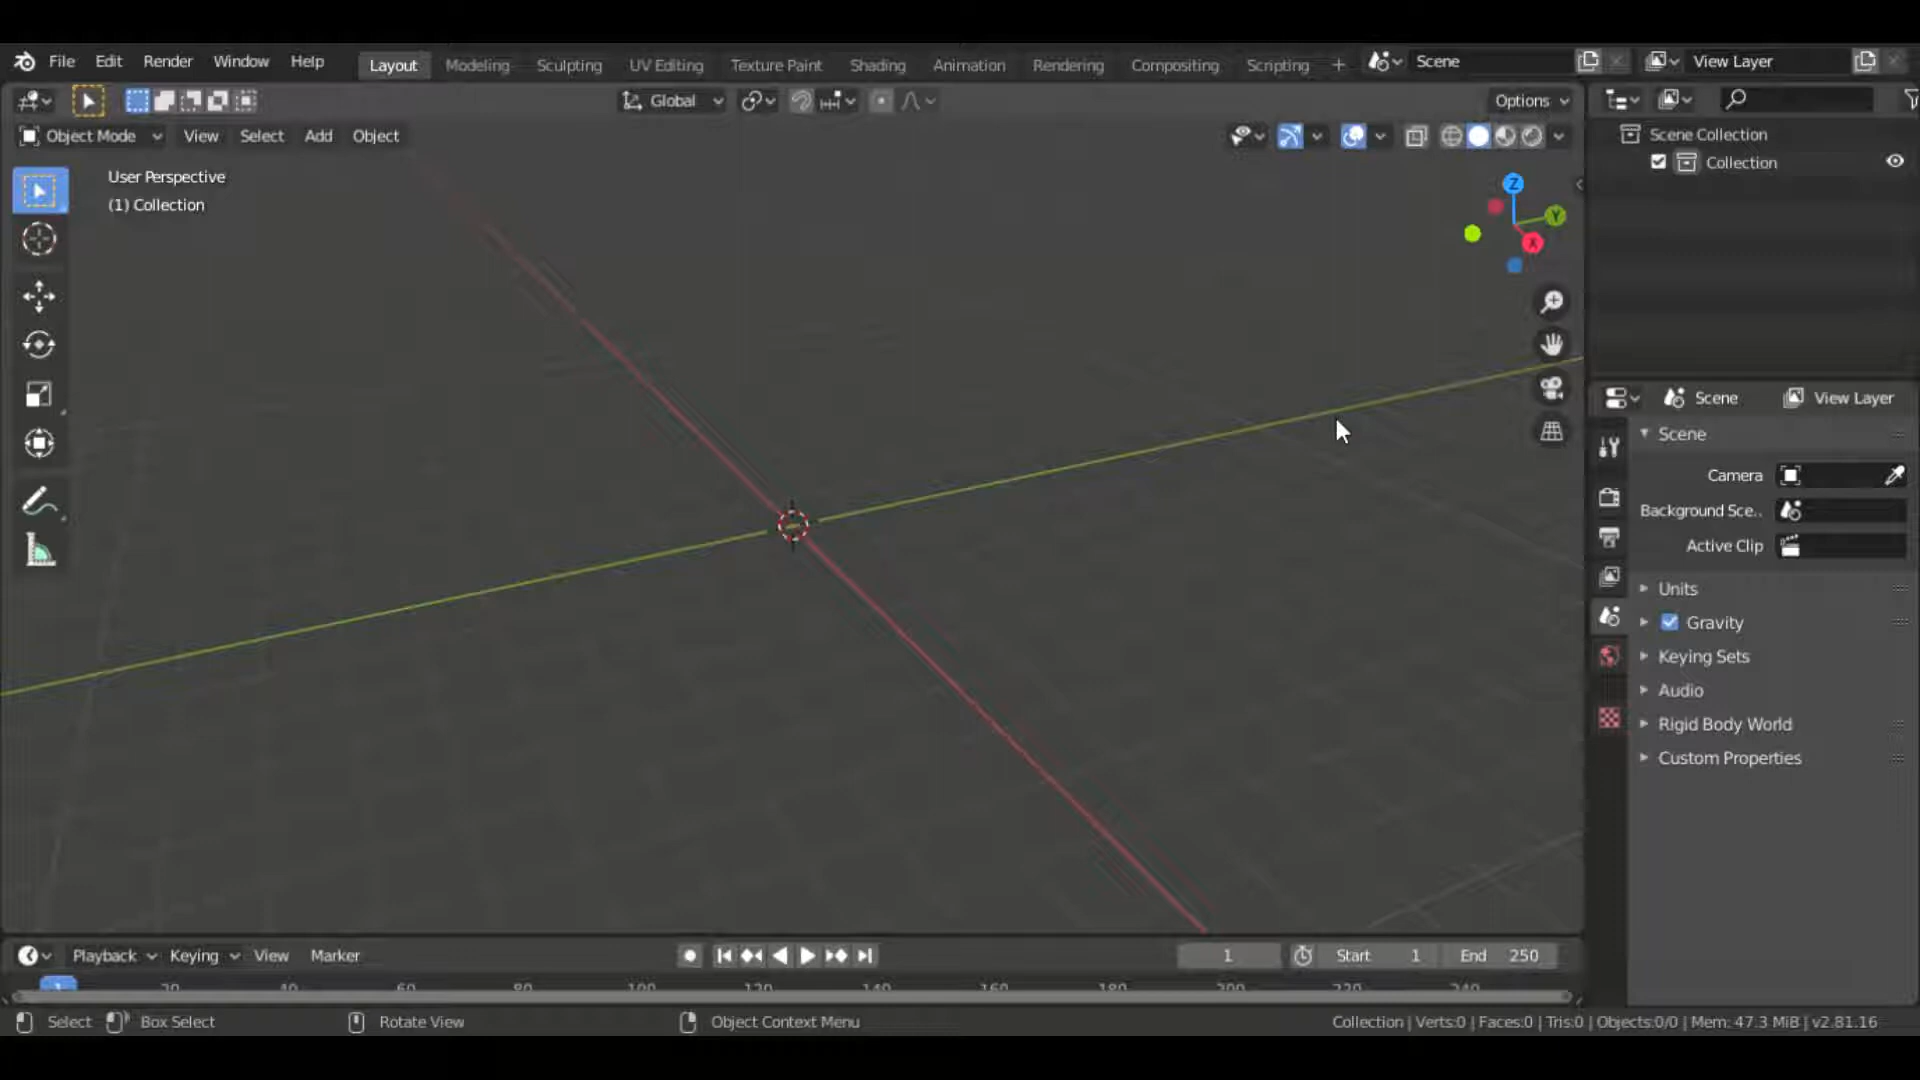 File Edit Render Window Help Layout Modeling Sculpting UV Editing Texture Paint Shading Animation Rendering Compositing Scripting + Scene View Layer
Global Options
Object Mode View Select Add Object
Scene Collection
Collection
User Perspective
(1) Collection
Z
Y
X
Scene View Layer
Scene
Camera
Background Sce..
Active Clip
Units
Gravity
Keying Sets
Audio
Rigid Body World
Custom Properties
Playback Keying View Marker 1 Start 1 End 250
1 20 40 60 80 100 120 140 160 180 200 220 240
Select Box Select Rotate View Object Context Menu Collection | Verts:0 | Faces:0 | Tris:0 | Objects:0/0 | Mem: 47.3 MiB | v2.81.16